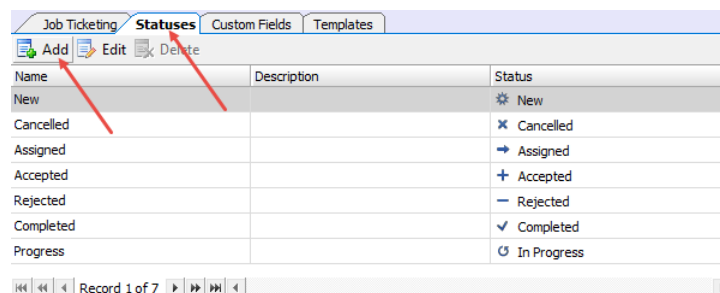 Job Ticketing Statuses Custom Fields Templates
Add Edit Delete
Name Description Status
New New
Cancelled Cancelled
Assigned Assigned
Accepted Accepted
Rejected Rejected
Completed Completed
Progress In Progress
Record 1 of 7